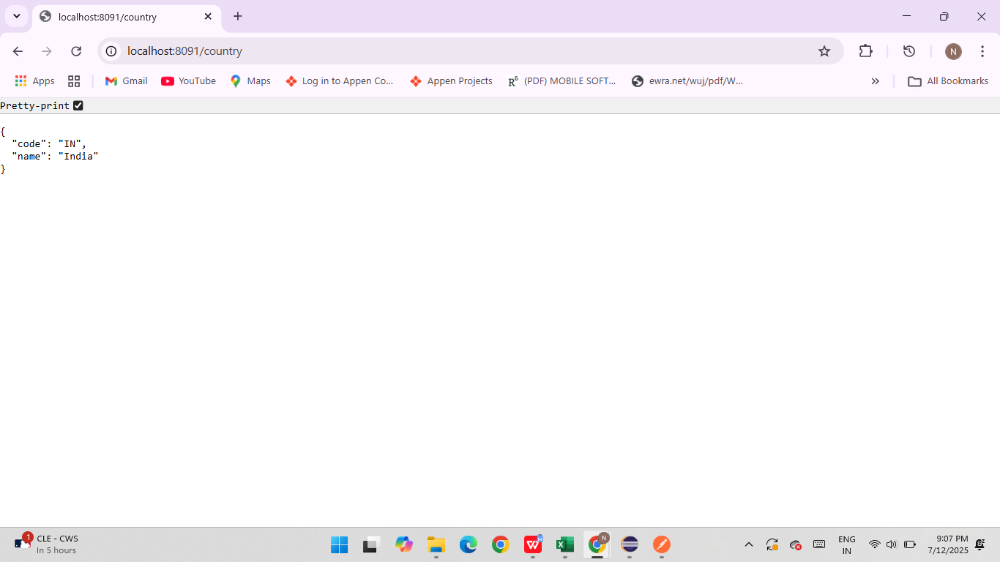 localhost:8091/country
localhost:8091/country
N
Apps
Gmail
YouTube
Maps
Log in to Appen Co...
Appen Projects
R^G (PDF) MOBILE SOFT...
ewra.net/wuj/pdf/W...
All Bookmarks
Pretty-print
{
"code": "IN",
"name": "India"
}
1
CLE - CWS
In 5 hours
W
N
ENG
IN
9:07 PM
7/12/2025